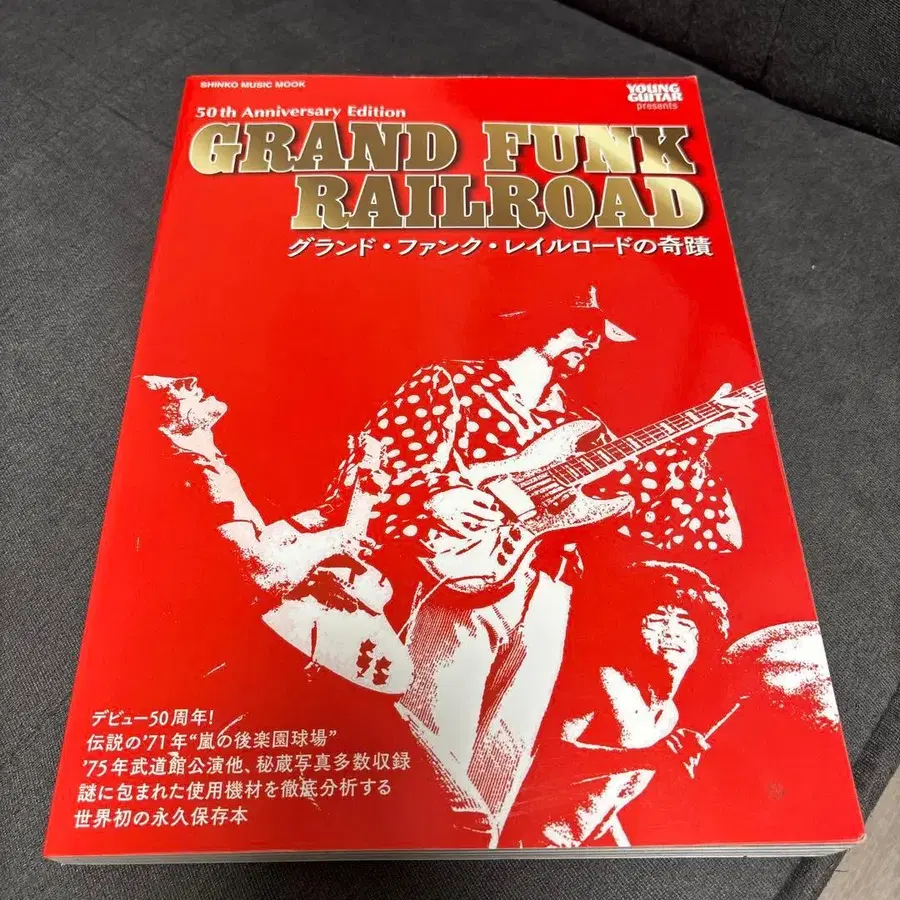 SHINKO MUSIC MOOK
YOUNG
GUITAR
presents
50th Anniversary Edition
GRAND FUNK
RAILROAD
グランド・ファンク・レイルロードの奇蹟
デビュー50周年!
伝説の'71年“嵐の後楽園球場”
'75年武道館公演他、秘蔵写真多数収録
謎に包まれた使用機材を徹底分析する
世界初の永久保存本